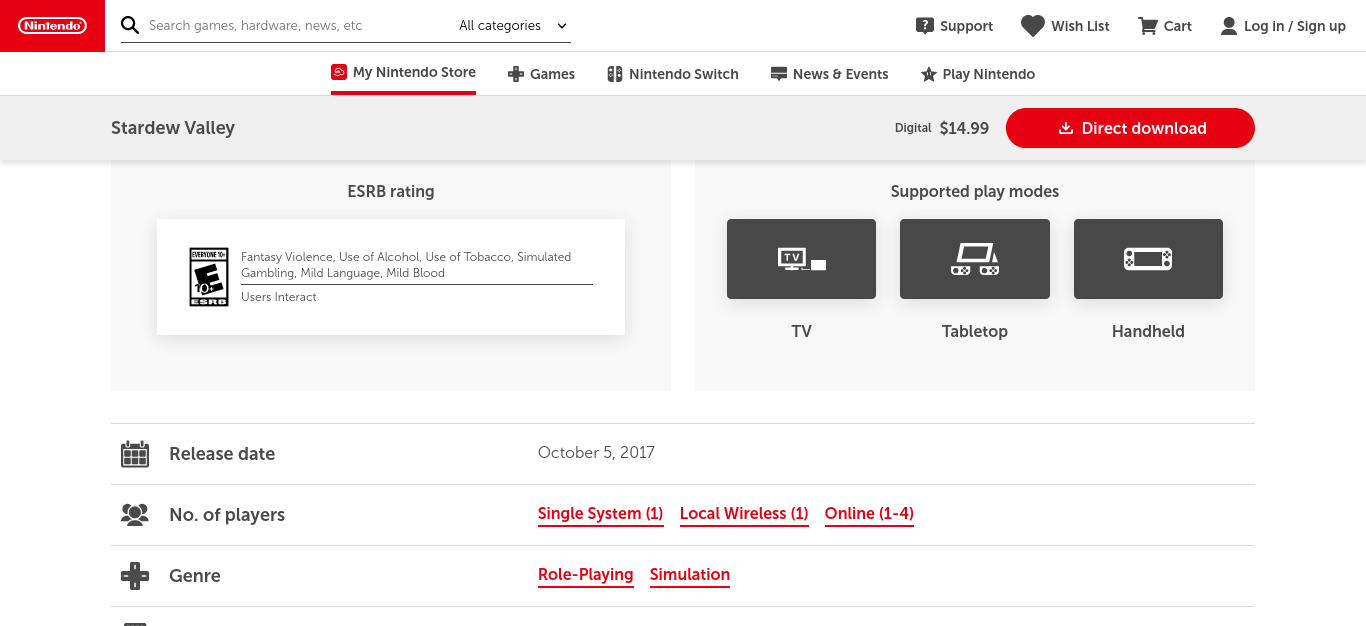 Nintendo
Search games, hardware, news, etc
All categories
Support
Wish List
Cart
Log in / Sign up
My Nintendo Store
Games
Nintendo Switch
News & Events
Play Nintendo
Stardew Valley
Digital $14.99
Direct download
ESRB rating
EVERYONE 10+
E
10+
ESRB
Fantasy Violence, Use of Alcohol, Use of Tobacco, Simulated
Gambling, Mild Language, Mild Blood
Users Interact
Supported play modes
TV
TV
Tabletop
Handheld
Release date
October 5, 2017
No. of players
Single System (1) Local Wireless (1) Online (1-4)
Genre
Role-Playing Simulation